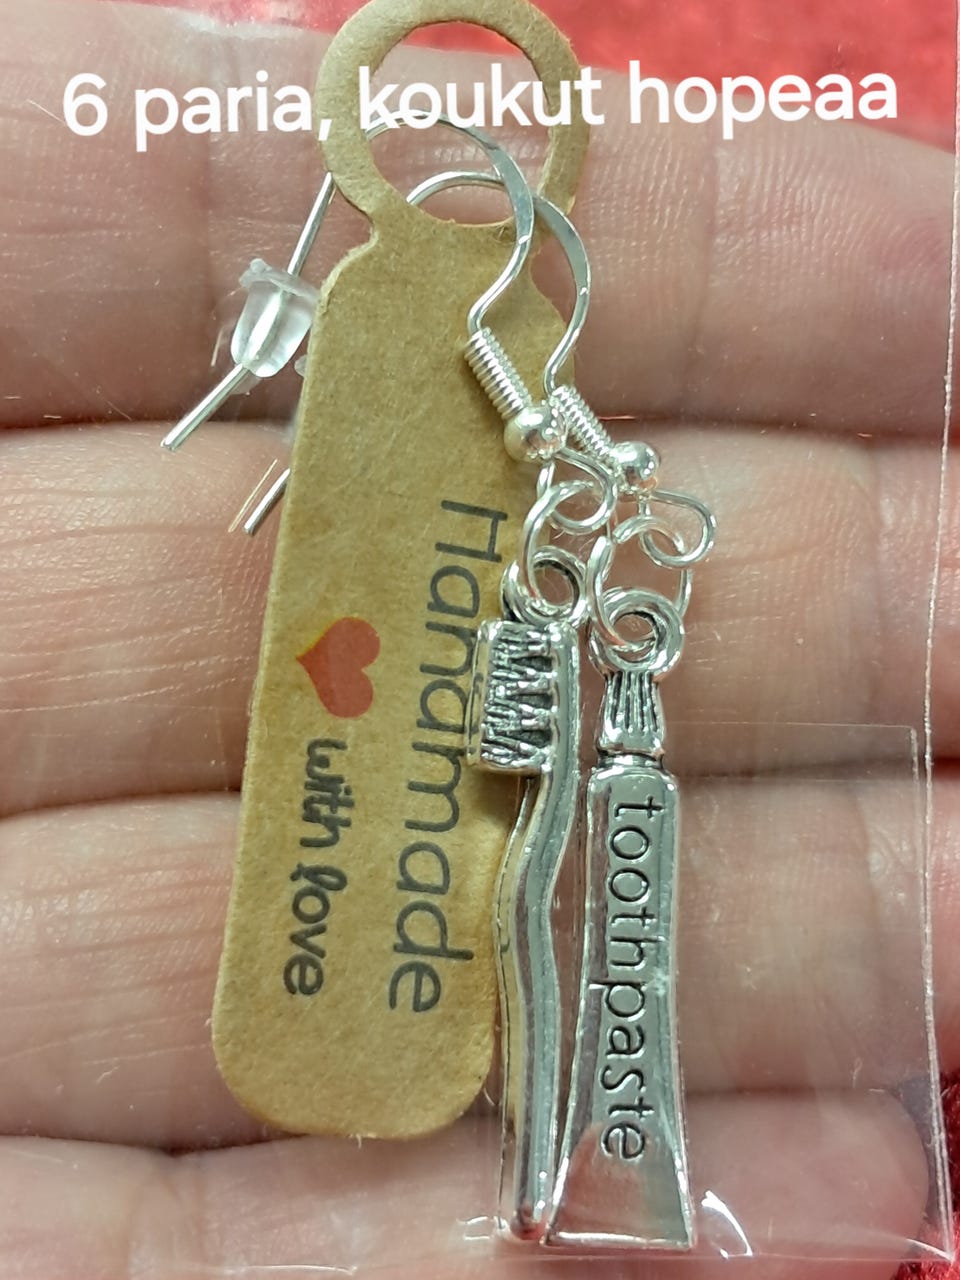 6 paria, koukut hopeaa
Handmade
with love
toothpaste